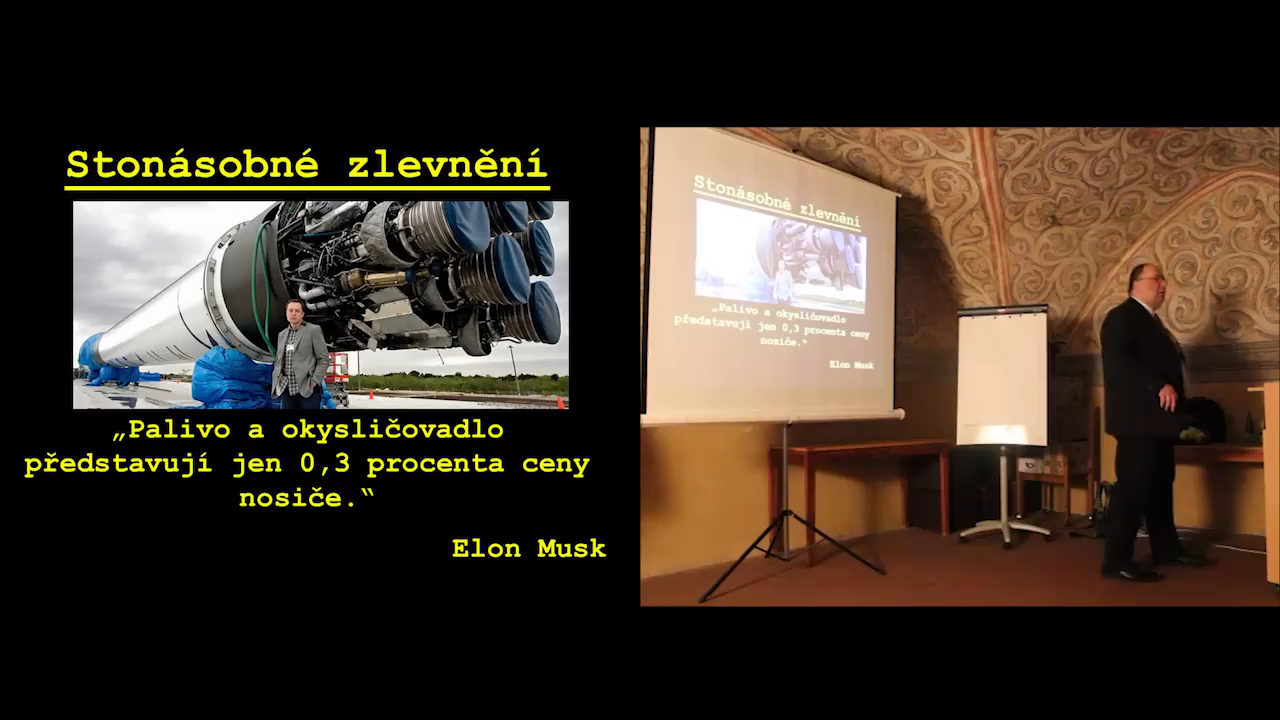 Stonásobné zlevnění
„Palivo a okysličovadlo
představují jen 0,3 procenta ceny
nosiče.“
Elon Musk
Stonásobné zlevnění
„Palivo a okysličovadlo
představují jen 0,3 procenta ceny
nosiče.“
Elon Musk